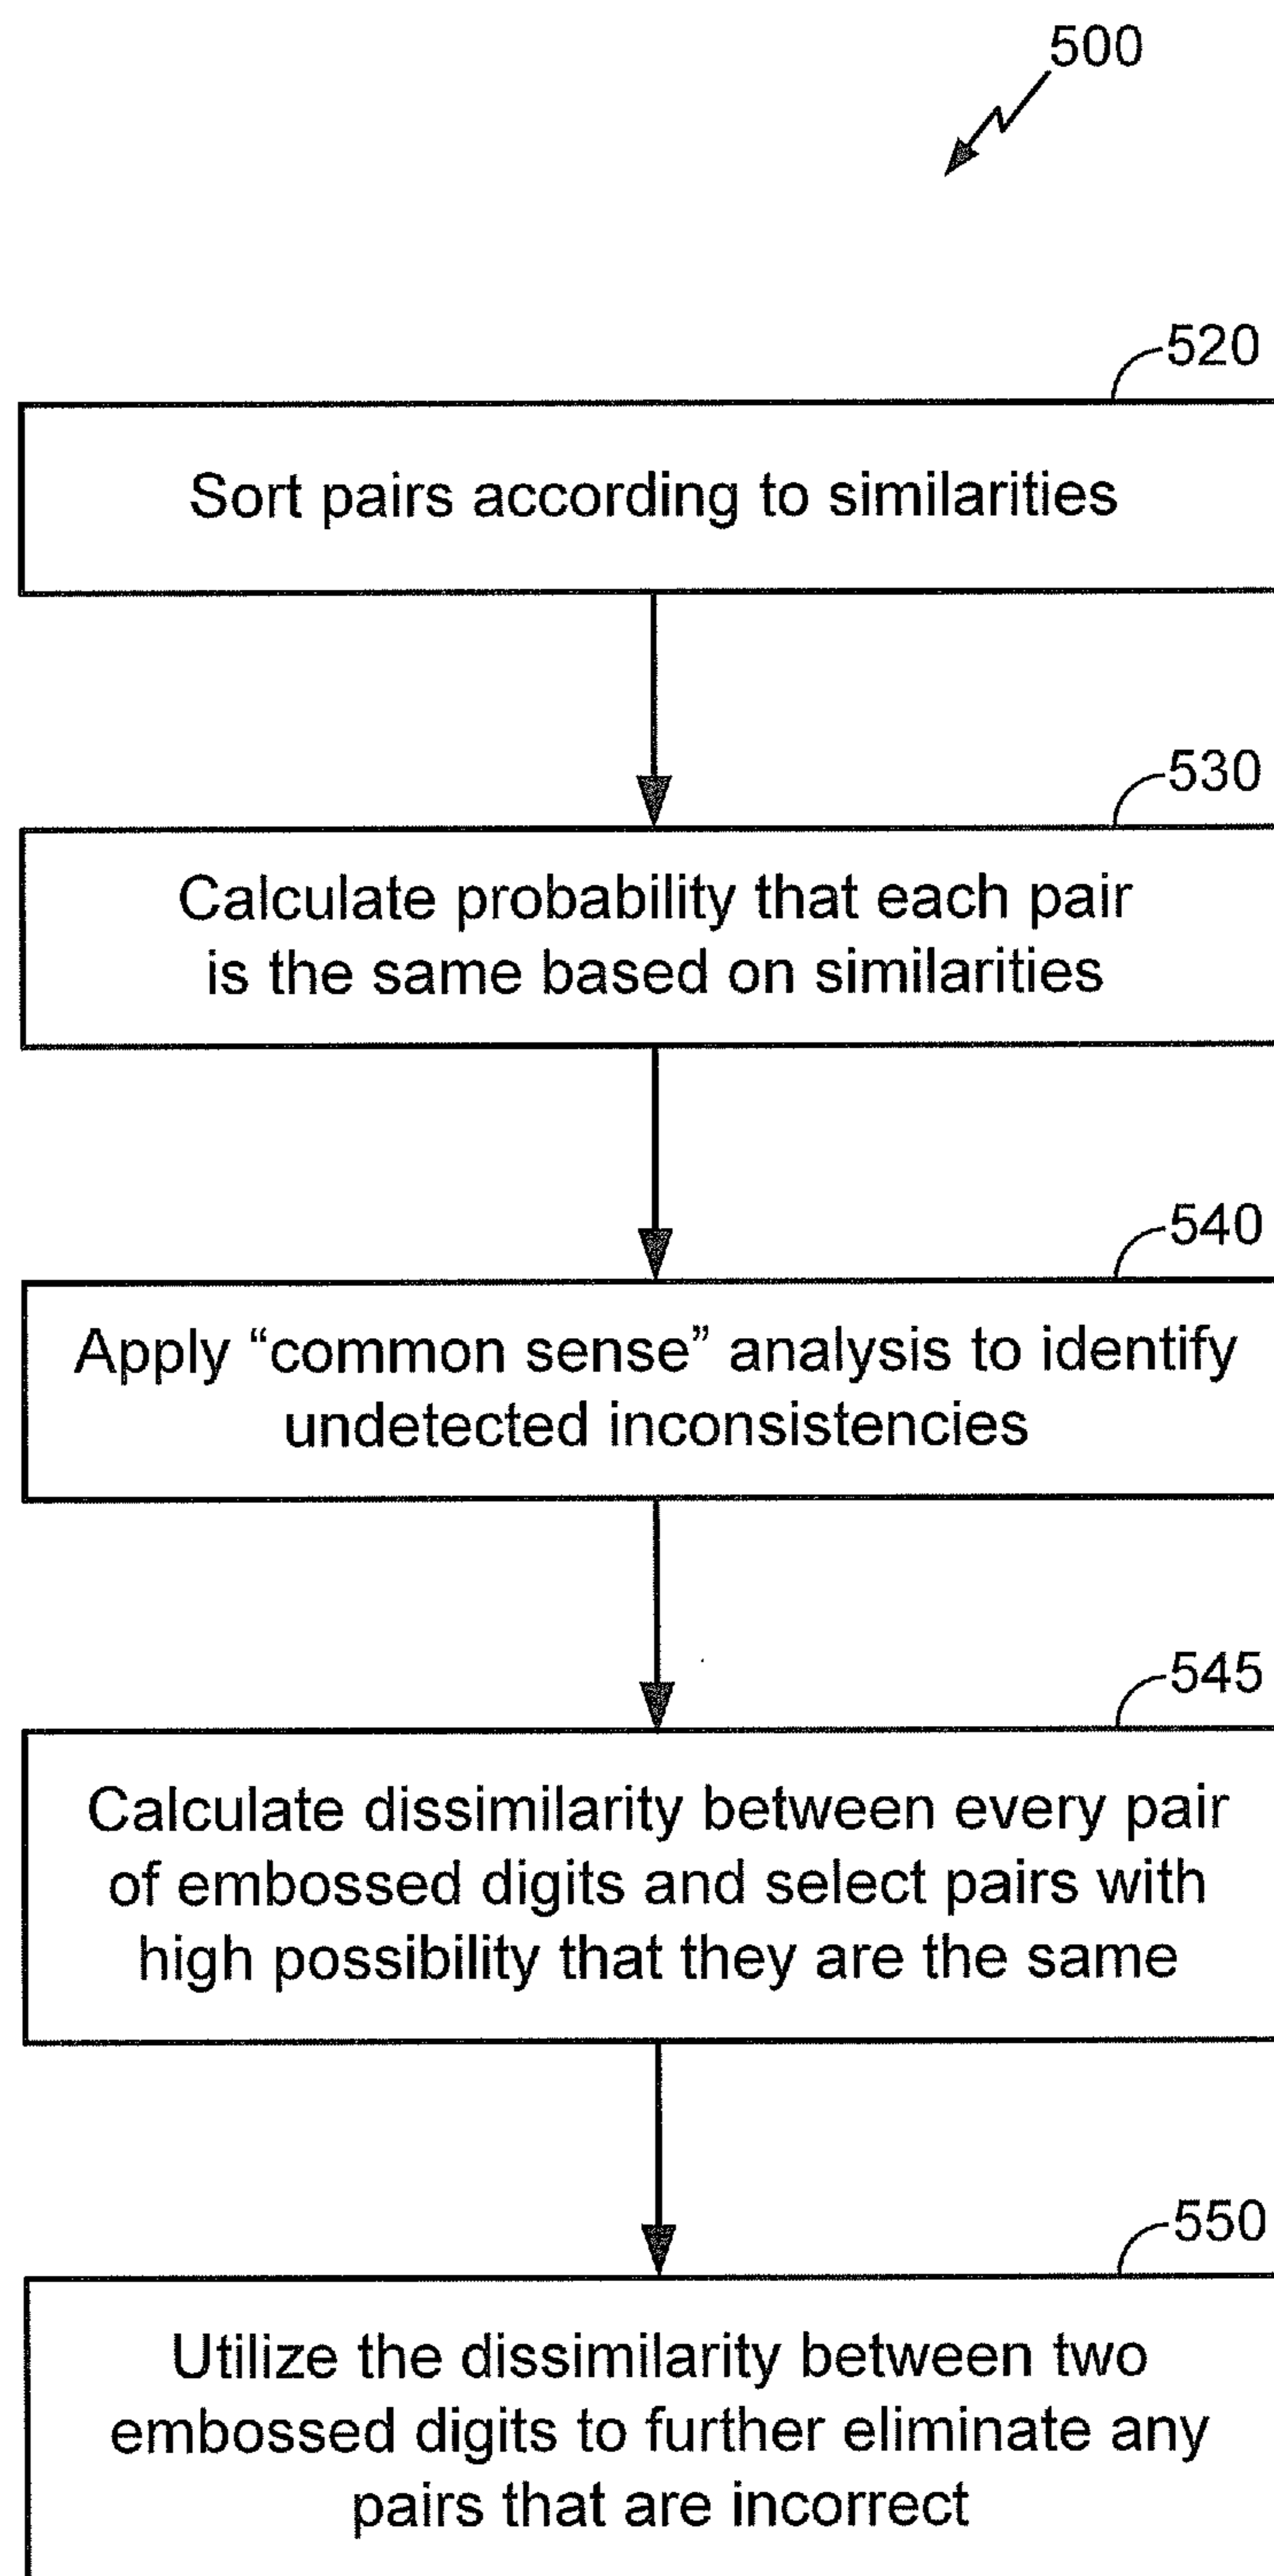 500
520
Sort pairs according to similarities
530
Calculate probability that each pair
is the same based on similarities
540
Apply “common sense” analysis to identify
undetected inconsistencies
545
Calculate dissimilarity between every pair
of embossed digits and select pairs with
high possibility that they are the same
550
Utilize the dissimilarity between two
embossed digits to further eliminate any
pairs that are incorrect